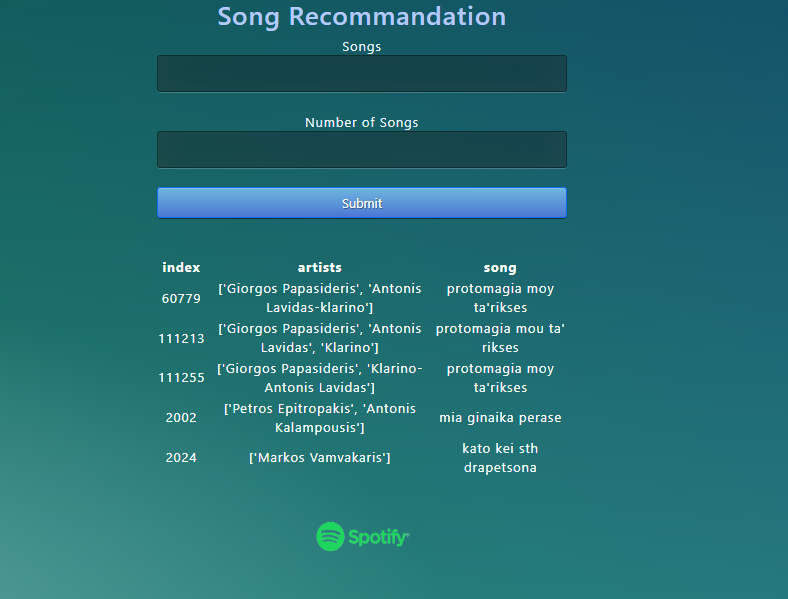 Song Recommandation
Songs
Number of Songs
Submit
index artists song
60779 ['Giorgos Papasideris', 'Antonis Lavidas-klarino'] protomagia moy ta'rikses
111213 ['Giorgos Papasideris', 'Antonis Lavidas', 'Klarino'] protomagia mou ta' rikses
111255 ['Giorgos Papasideris', 'Klarino-Antonis Lavidas'] protomagia moy ta'rikses
2002 ['Petros Epitropakis', 'Antonis Kalampousis'] mia ginaika perase
2024 ['Markos Vamvakaris'] kato kei sth drapetsona
Spotify